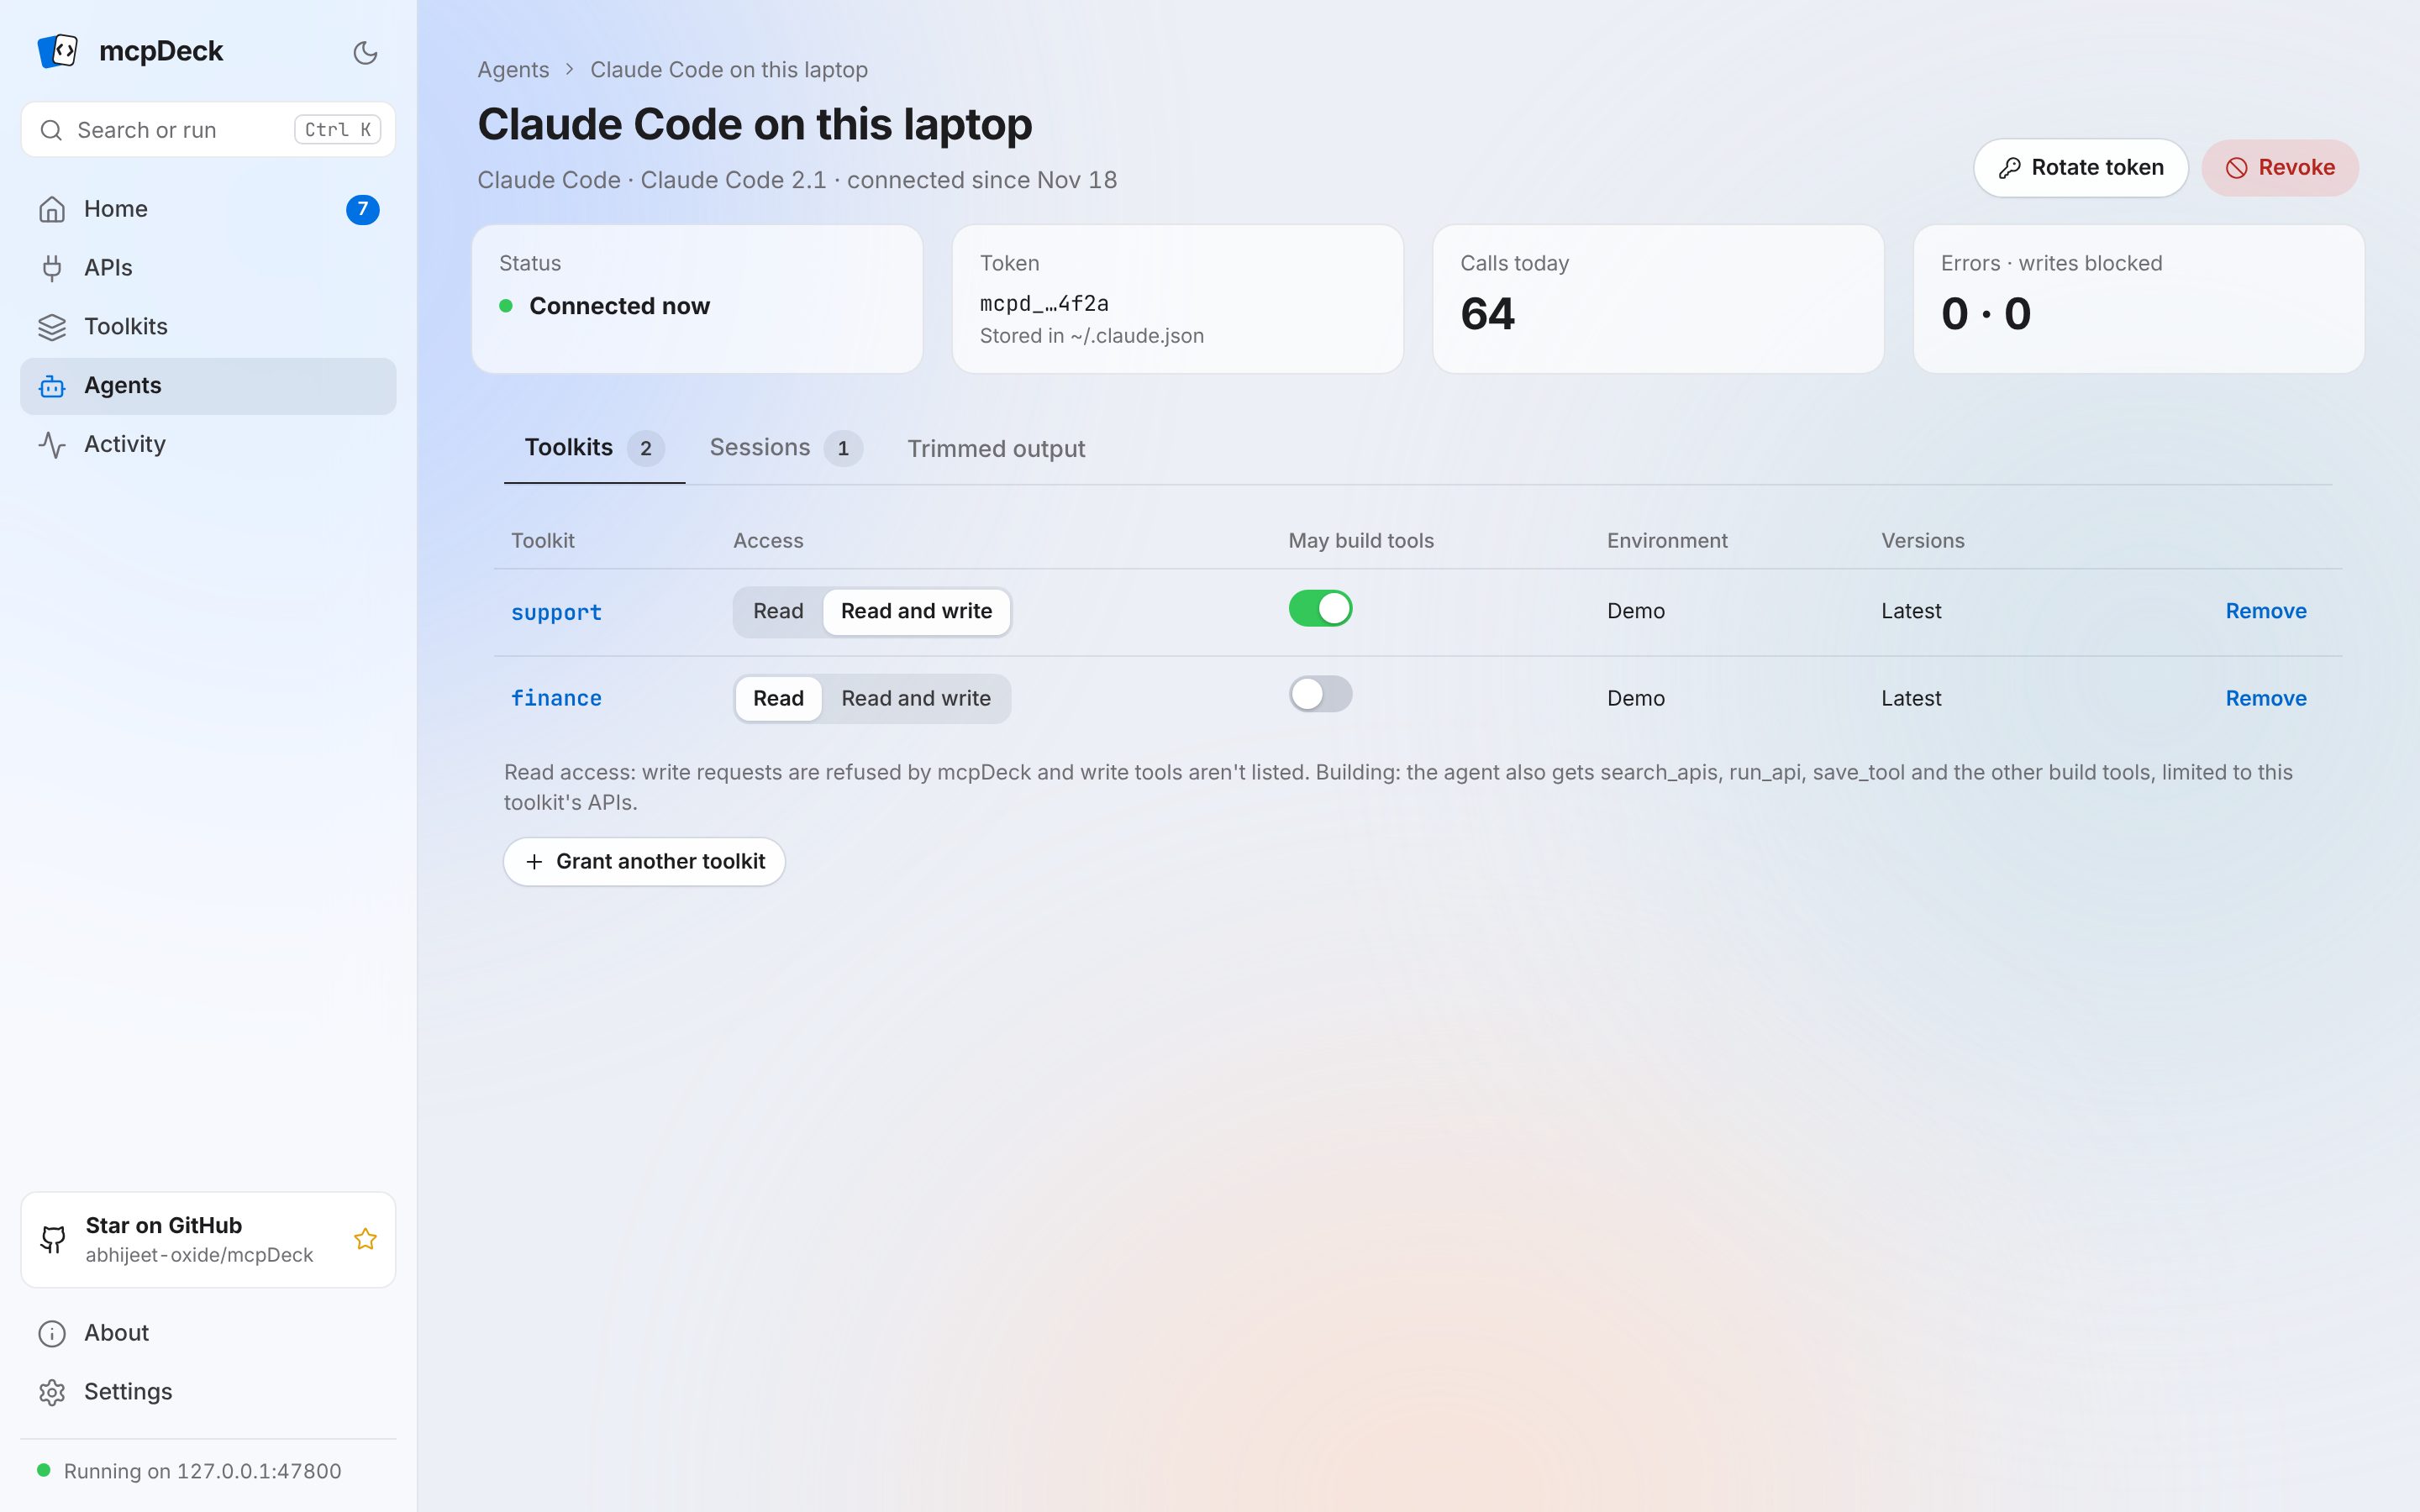 mcpDeck
Search or run Ctrl K
Home 7
APIs
Toolkits
Agents
Activity
Star on GitHub
abhijeet-oxide/mcpDeck
About
Settings
Running on 127.0.0.1:47800
Agents > Claude Code on this laptop
Claude Code on this laptop
Claude Code · Claude Code 2.1 · connected since Nov 18
Rotate token
Revoke
Status
Connected now
Token
mcpd_…4f2a
Stored in ~/.claude.json
Calls today
64
Errors · writes blocked
0 · 0
Toolkits 2 Sessions 1 Trimmed output
Toolkit Access May build tools Environment Versions
support Read Read and write Demo Latest Remove
finance Read Read and write Demo Latest Remove
Read access: write requests are refused by mcpDeck and write tools aren't listed. Building: the agent also gets search_apis, run_api, save_tool and the other build tools, limited to this
toolkit's APIs.
Grant another toolkit